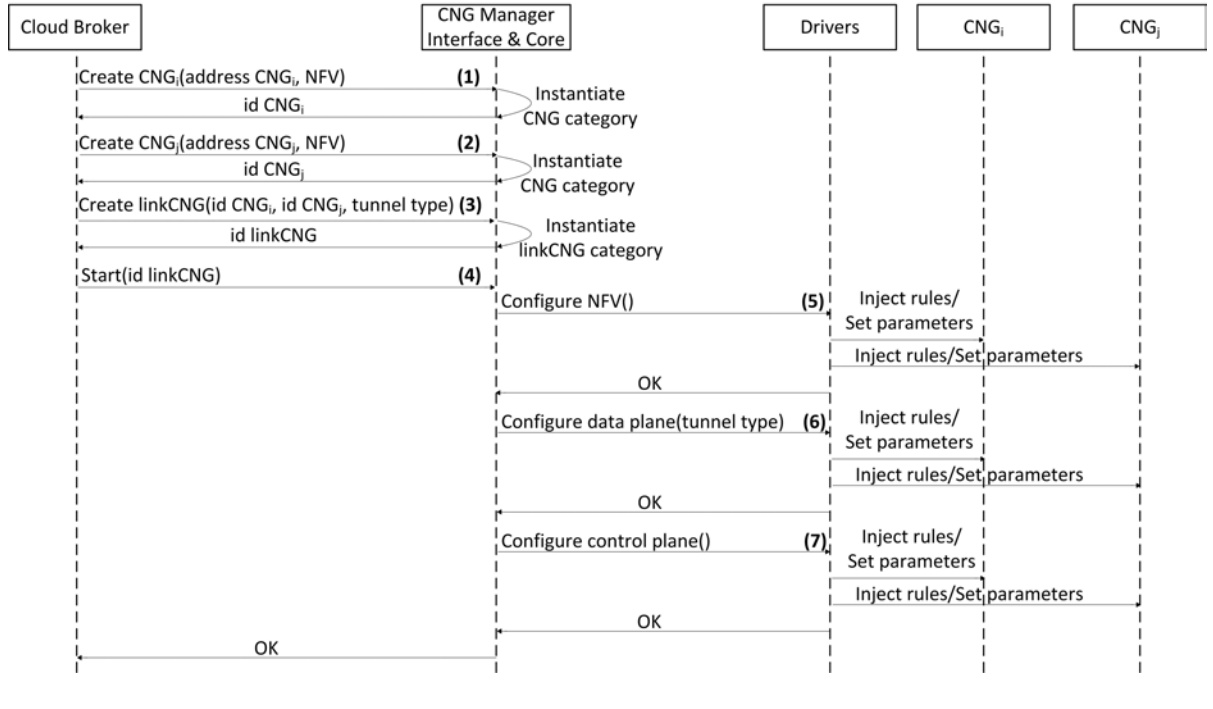 Cloud Broker
CNG Manager
Interface & Core
Drivers
CNGi
CNGj
Create CNGi(address CNGi, NFV) (1)
Instantiate
CNG category
id CNGi
Create CNGj(address CNGj, NFV) (2)
Instantiate
CNG category
id CNGj
Create linkCNG(id CNGi, id CNGj, tunnel type) (3)
Instantiate
linkCNG category
id linkCNG
Start(id linkCNG) (4)
Configure NFV() (5)
Inject rules/
Set parameters
Inject rules/Set parameters
OK
Configure data plane(tunnel type) (6)
Inject rules/
Set parameters
Inject rules/Set parameters
OK
Configure control plane() (7)
Inject rules/
Set parameters
Inject rules/Set parameters
OK
OK